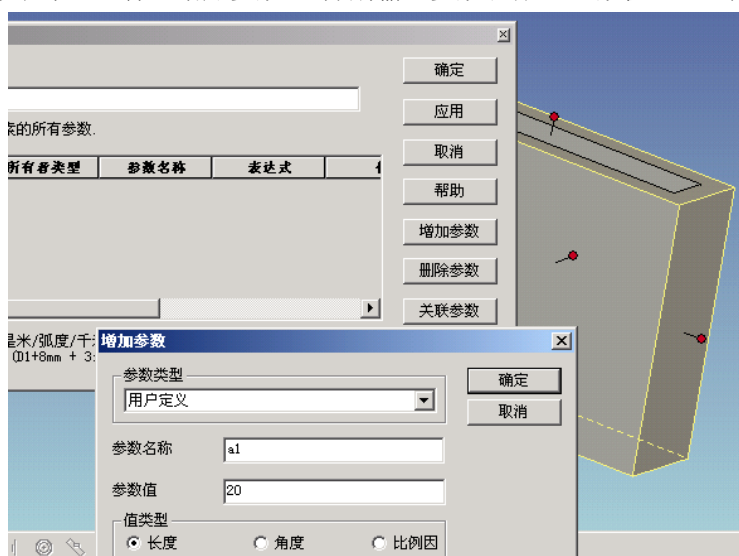 确定
应用
的所有参数.
取消
所有者类型 参数名称 表达式
帮助
增加参数
删除参数
关联参数
米/弧度/千
(D1+8mm + 3
增加参数
参数类型
确定
用户定义
取消
参数名称 a1
参数值 20
值类型
长度 角度 比例因